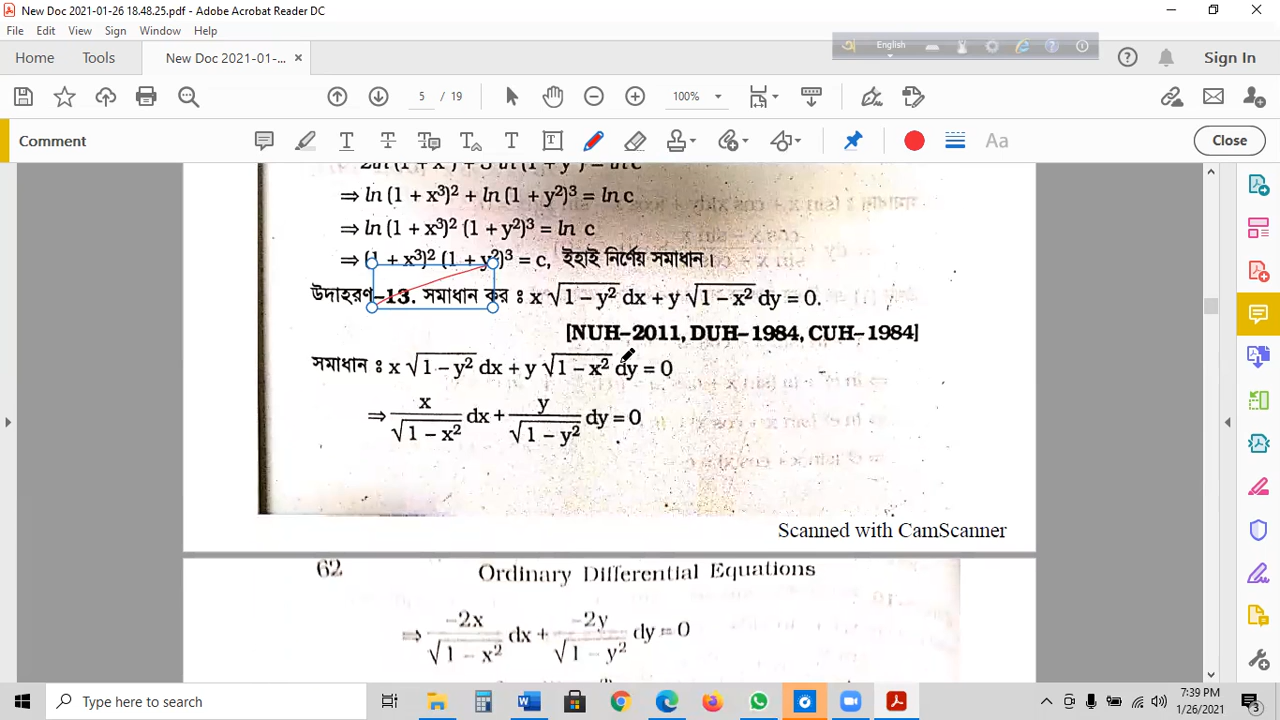 New Doc 2021-01-26 18.48.25.pdf - Adobe Acrobat Reader DC
File Edit View Sign Window Help
English
Home Tools New Doc 2021-01-... Sign In
5 / 19 100%
Comment Close
⇒ ln (1 + x³)² + ln (1 + y²)³ = ln c
⇒ ln (1 + x³)² (1 + y²)³ = ln c
⇒ (1 + x³)² (1 + y²)³ = c, ইহাই নির্ণেয় সমাধান।
উদাহরণ–13. সমাধান কর ঃ x √(1 – y²) dx + y √(1 – x²) dy = 0.
[NUH–2011, DUH–1984, CUH–1984]
সমাধান ঃ x √(1 – y²) dx + y √(1 – x²) dy = 0
⇒ x/√(1 – x²) dx + y/√(1 – y²) dy = 0
Scanned with CamScanner
62 Ordinary Differential Equations
⇒ –2x/√(1 – x²) dx + –2y/√(1 – y²) dy = 0
Type here to search
7:39 PM
1/26/2021
3